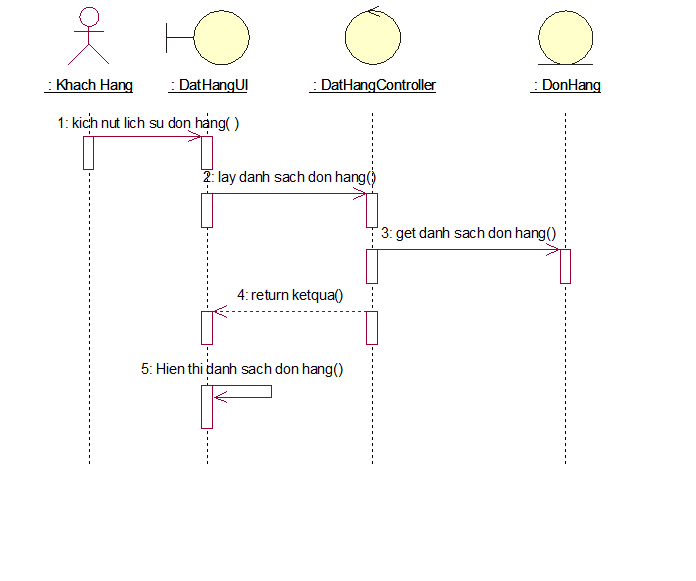 : Khach Hang
: DatHangUI
: DatHangController
: DonHang
1: kich nut lich su don hang( )
2: lay danh sach don hang()
3: get danh sach don hang()
4: return ketqua()
5: Hien thi danh sach don hang()